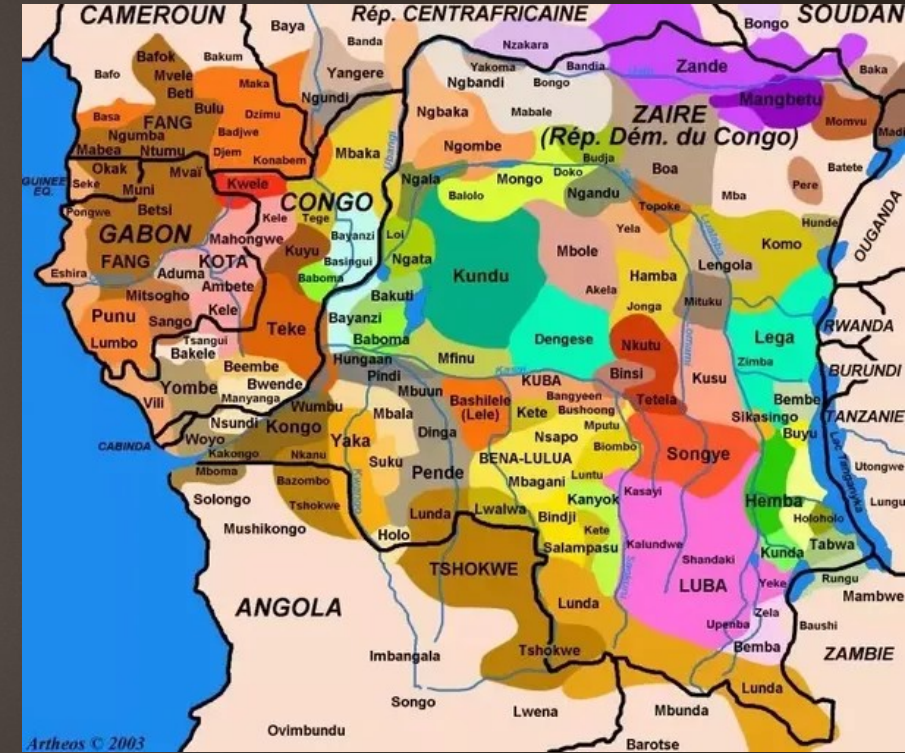 CAMEROUN
Rép. CENTRAFRICAINE
SOUDAN
Baya
Bongo
Banda
Nzakara
Bafok
Bakum
Yakoma
Bandia
Zande
Baka
Bafo
Mvele
Yangere
Ngbandi
Bongo
Maka
Beti
Ngundi
Mangbetu
Bulu
Basa
FANG
Dzimu
Ngbaka
Mabale
ZAIRE
Momvu
Ngumba
Badjwe
(Rép. Dém. du Congo)
Madi
Mabea
Ntumu
Djem
Konabem
Mbaka
Ubangi
Ngombe
Budja
Okak
Mvaï
Boa
Batete
GUINEE
EQ.
Seke
Muni
Kwele
Ngala
Mongo
Doko
Pere
Pongwe
Betsi
CONGO
Balolo
Ngandu
Mba
Kele
Tege
Topoke
GABON
Mahongwe
Bayanzi
Loi
Yela
Lualaba
Hunde
OUGANDA
FANG
KOTA
Kuyu
Basingui
Ngata
Mbole
Komo
Eshira
Aduma
Baboma
Kundu
Hamba
Lengola
Mitsogho
Ambete
Bakuti
Akela
Jonga
Mituku
Punu
Sango
Kele
Teke
Bayanzi
RWANDA
Lumbo
Tsangui
Baboma
Dengese
Nkutu
Lomami
Lega
Bakele
Hungaan
Mfinu
Zimba
Beembe
Pindi
Kasai
KUBA
Binsi
Kusu
BURUNDI
Yombe
Bwende
Mbuun
Bangyeen
Vili
Manyanga
Wumbu
Mbala
Bashilele
(Lele)
Kete
Bushoong
Tetela
Bembe
Nsundi
Kongo
Mputu
Sikasingo
TANZANIE
Woyo
Yaka
Dinga
Nsapo
Biombo
Songye
Buyu
CABINDA
Kakongo
Nkanu
Suku
BENA-LULUA
Lac Tanganyika
Utongwe
Mboma
Bazombo
Pende
Mbagani
Luntu
Kasayi
Solongo
Tshokwe
Kwango
Kanyok
Hemba
Lungu
Lunda
Lwalwa
Bindji
Holoholo
Mushikongo
Holo
Kete
Salampasu
Kalundwe
Kunda
Tabwa
TSHOKWE
Sankuru
Shandaki
LUBA
Yeke
Rungu
ANGOLA
Lunda
Mambwe
Zela
Upenba
Baushi
Bemba
ZAMBIE
Imbangala
Tshokwe
Songo
Lunda
Lwena
Mbunda
Ovimbundu
Barotse
Artheos © 2003